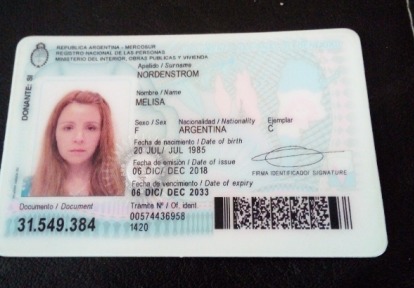 REPUBLICA ARGENTINA - MERCOSUR
REGISTRO NACIONAL DE LAS PERSONAS
MINISTERIO DEL INTERIOR, OBRAS PUBLICAS Y VIVIENDA
Apellido / Surname
NORDENSTROM
Nombre / Name
MELISA
Sexo / Sex Nacionalidad / Nationality Ejemplar
F ARGENTINA C
Fecha de nacimiento / Date of birth
20 JUL/ JUL 1985
Fecha de emisión / Date of issue
06 DIC/ DEC 2018
FIRMA IDENTIFICADO/ SIGNATURE
Fecha de vencimiento / Date of expiry
06 DIC/ DEC 2033
Documento / Document Tramite Nº / Of. ident.
31.549.384 00574436958
1420
DONANTE: SI